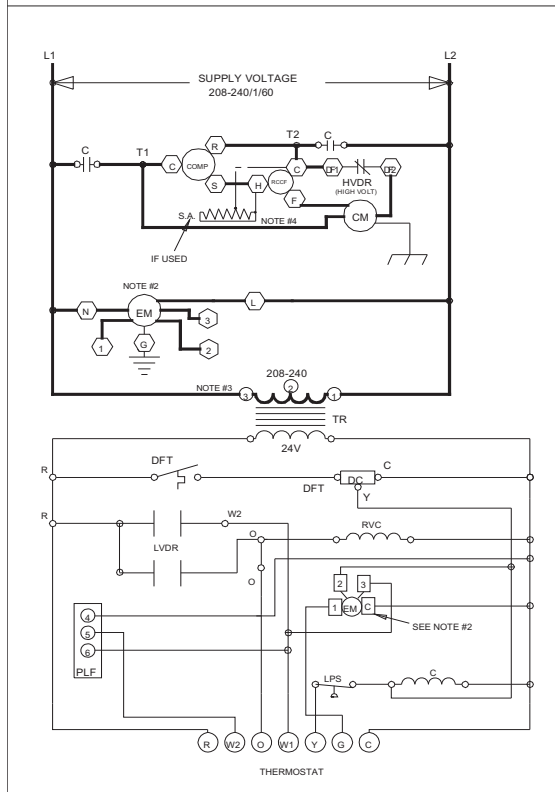 L1 L2
SUPPLY VOLTAGE
208-240/1/60
C T1 C COMP R S T2 C
H RCCF C F DF1 DF2
HVDR
(HIGH VOLT)
S.A. NOTE #4 CM
IF USED
NOTE #2
N EM L
3
1 G 2
208-240
NOTE #3 3 2 1
TR
24V
R DFT C
DFT DC
Y
R W2 RVC
LVDR O
O
2 3
1 EM C
4
5 SEE NOTE #2
6
PLF LPS C
R W2 O W1 Y G C
THERMOSTAT